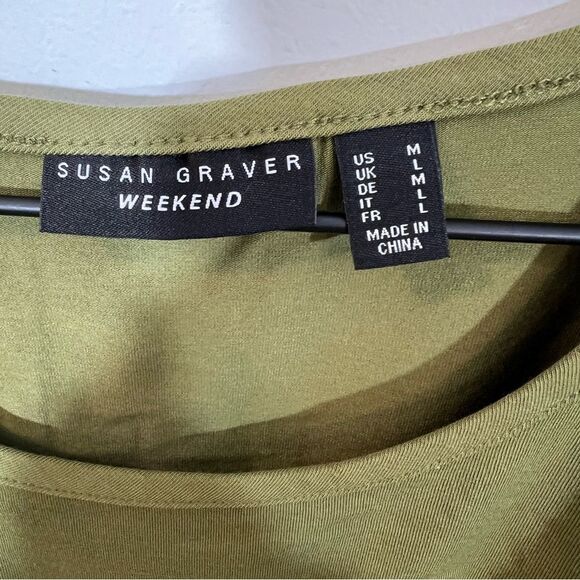 SUSAN GRAVER
WEEKEND
US M
UK L
DE M
IT L
FR L
MADE IN
CHINA